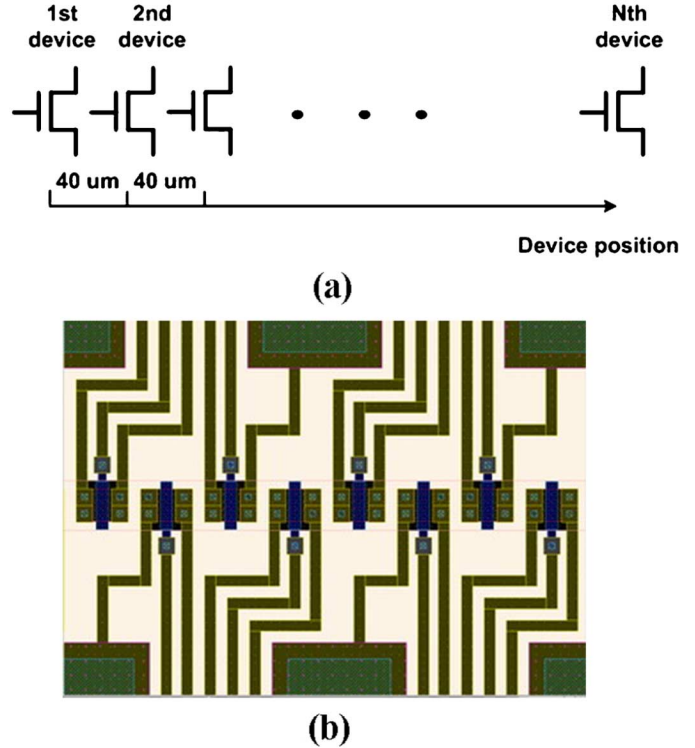 1st 2nd Nth
device device device
40 um 40 um
Device position
(a)
(b)